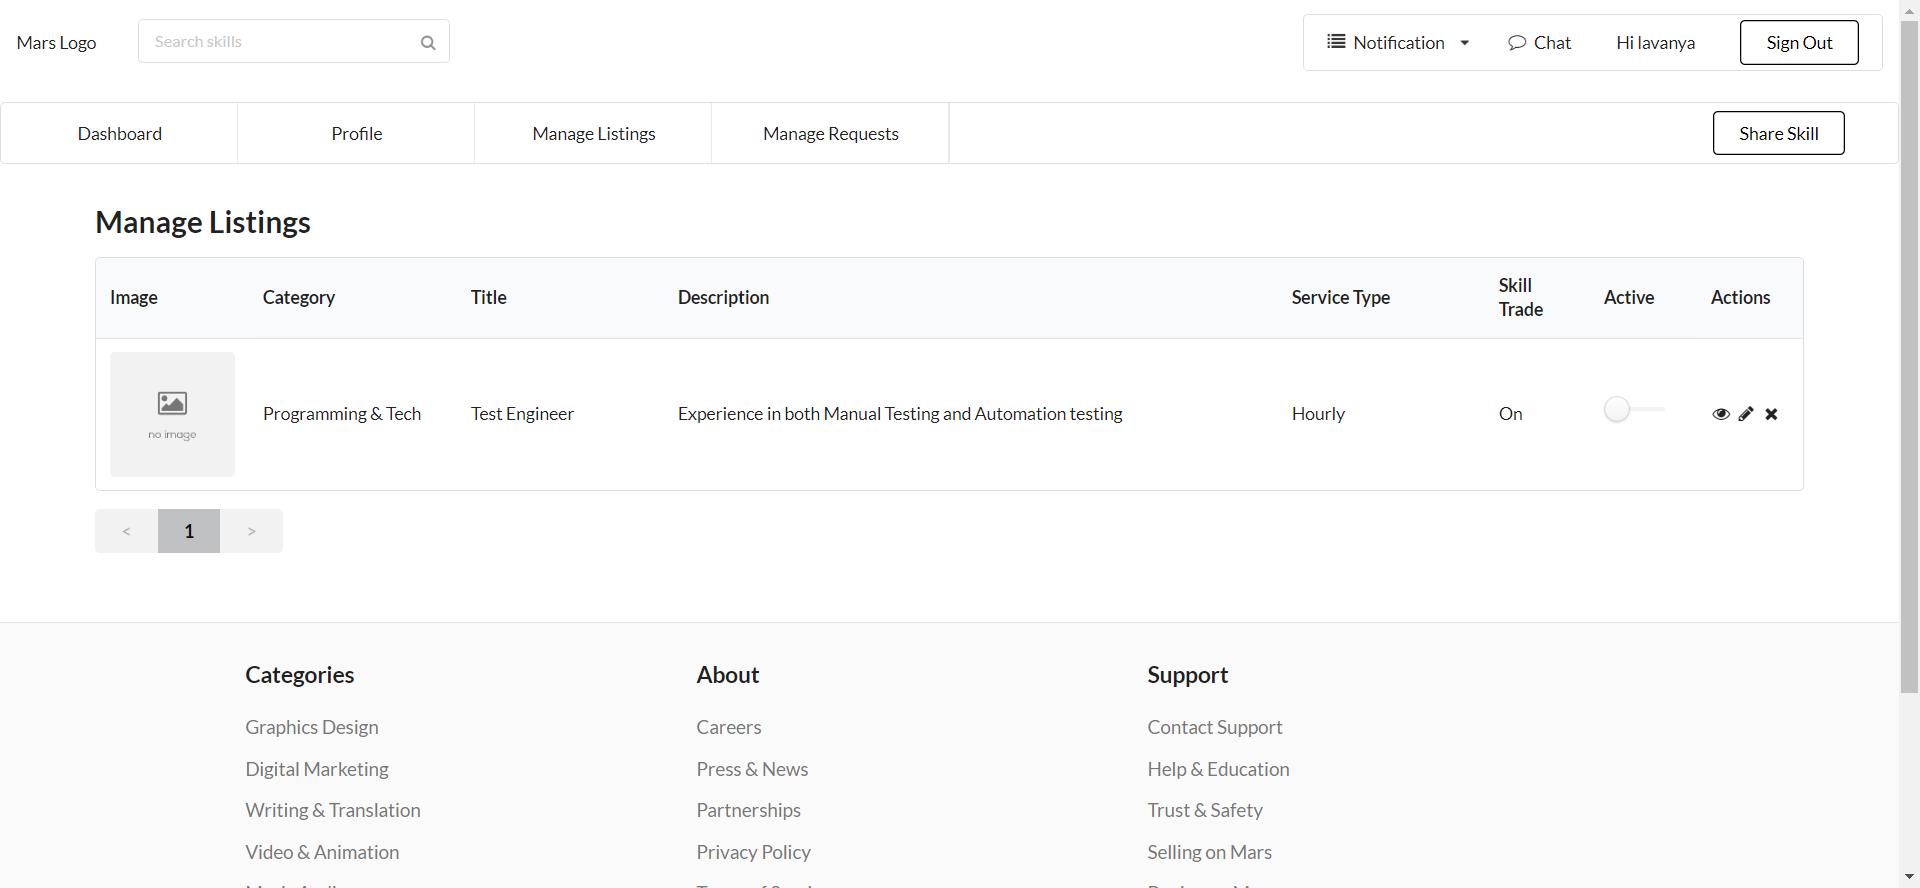 Mars Logo
Search skills
Notification
Chat
Hi lavanya
Sign Out
Dashboard
Profile
Manage Listings
Manage Requests
Share Skill
Manage Listings
Image Category Title Description Service Type Skill Trade Active Actions
no image
Programming & Tech Test Engineer Experience in both Manual Testing and Automation testing Hourly On
< 1 >
Categories About Support
Graphics Design Careers Contact Support
Digital Marketing Press & News Help & Education
Writing & Translation Partnerships Trust & Safety
Video & Animation Privacy Policy Selling on Mars